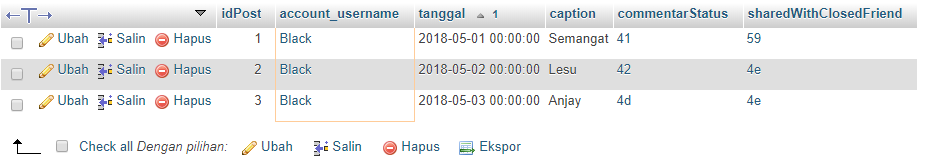 idPost account_username tanggal 1 caption commentarStatus sharedWithClosedFriend
Ubah Salin Hapus 1 Black 2018-05-01 00:00:00 Semangat 41 59
Ubah Salin Hapus 2 Black 2018-05-02 00:00:00 Lesu 42 4e
Ubah Salin Hapus 3 Black 2018-05-03 00:00:00 Anjay 4d 4e
Check all Dengan pilihan: Ubah Salin Hapus Ekspor